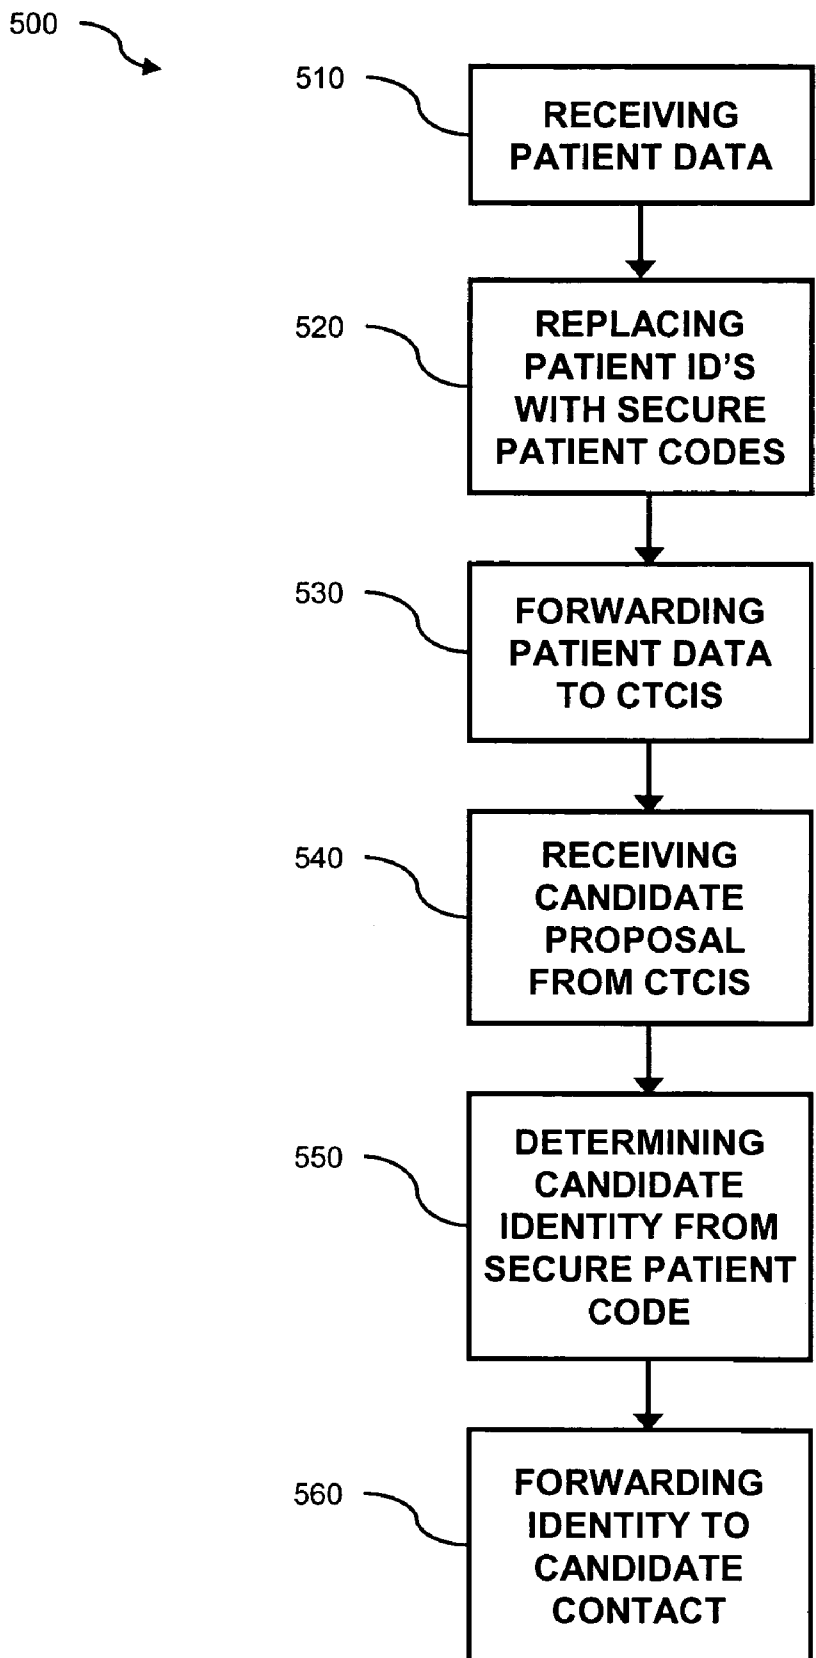 500
510
RECEIVING
PATIENT DATA
520
REPLACING
PATIENT ID'S
WITH SECURE
PATIENT CODES
530
FORWARDING
PATIENT DATA
TO CTCIS
540
RECEIVING
CANDIDATE
PROPOSAL
FROM CTCIS
550
DETERMINING
CANDIDATE
IDENTITY FROM
SECURE PATIENT
CODE
560
FORWARDING
IDENTITY TO
CANDIDATE
CONTACT